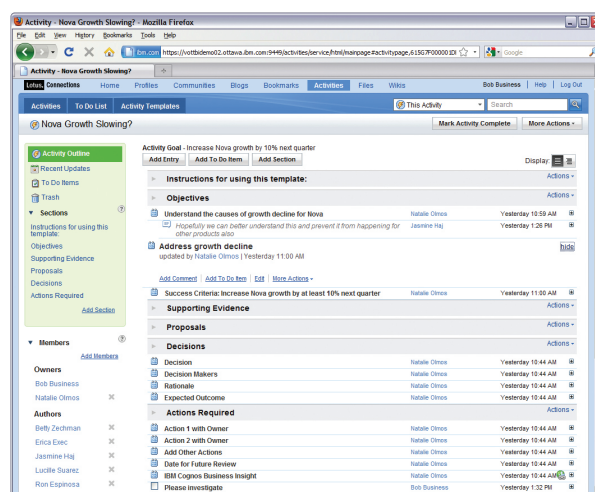 Activity - Nova Growth Slowing? - Mozilla Firefox
File Edit View History Bookmarks Tools Help
ibm.com https://vottbidemo02.ottawa.ibm.com:9449/activities/service/html/mainpage#activitypage,615G7F000001DI Google
Activity - Nova Growth Slowing?
Lotus. Connections Home Profiles Communities Blogs Bookmarks Activities Files Wikis Bob Business Help Log Out
Activities To Do List Activity Templates This Activity Search
Nova Growth Slowing? Mark Activity Complete More Actions
Activity Outline
Recent Updates
To Do Items
Trash
Sections
Instructions for using this template:
Objectives
Supporting Evidence
Proposals
Decisions
Actions Required
Add Section
Members
Add Members
Owners
Bob Business
Natalie Olmos
Authors
Betty Zechman
Erica Exec
Jasmine Haj
Lucille Suarez
Ron Espinosa
Activity Goal - Increase Nova growth by 10% next quarter
Add Entry Add To Do Item Add Section Display:
Instructions for using this template: Actions
Objectives Actions
Understand the causes of growth decline for Nova Natalie Olmos Yesterday 10:59 AM
Hopefully we can better understand this and prevent it from happening for Jasmine Haj Yesterday 1:26 PM
other products also
Address growth decline hide
updated by Natalie Olmos | Yesterday 11:00 AM
Add Comment | Add To Do Item | Edit | More Actions
Success Criteria: Increase Nova growth by at least 10% next quarter Natalie Olmos Yesterday 11:00 AM
Supporting Evidence Actions
Proposals Actions
Decisions Actions
Decision Natalie Olmos Yesterday 10:44 AM
Decision Makers Natalie Olmos Yesterday 10:44 AM
Rationale Natalie Olmos Yesterday 10:44 AM
Expected Outcome Natalie Olmos Yesterday 10:44 AM
Actions Required Actions
Action 1 with Owner Natalie Olmos Yesterday 10:44 AM
Action 2 with Owner Natalie Olmos Yesterday 10:44 AM
Add Other Actions Natalie Olmos Yesterday 10:44 AM
Date for Future Review Natalie Olmos Yesterday 10:44 AM
IBM Cognos Business Insight Natalie Olmos Yesterday 10:44 AM
Please investigate Bob Business Yesterday 1:32 PM